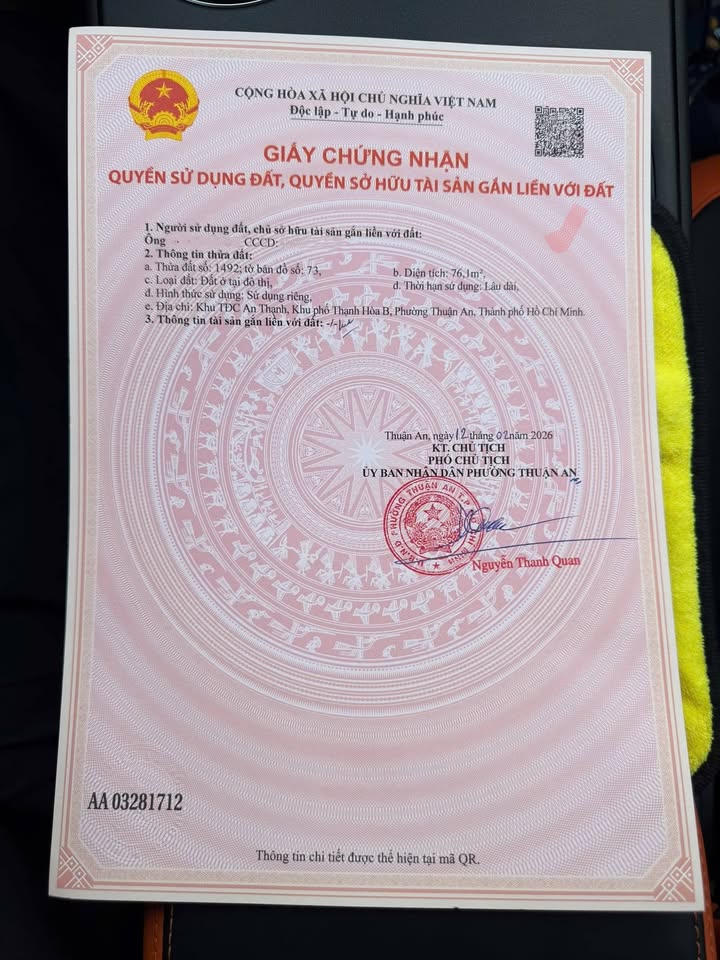 CỘNG HÒA XÃ HỘI CHỦ NGHĨA VIỆT NAM
Độc lập - Tự do - Hạnh phúc
GIẤY CHỨNG NHẬN
QUYỀN SỬ DỤNG ĐẤT, QUYỀN SỞ HỮU TÀI SẢN GẮN LIỀN VỚI ĐẤT
1. Người sử dụng đất, chủ sở hữu tài sản gắn liền với đất:
Ông CCCD:
2. Thông tin thửa đất:
a. Thửa đất số: 1492; tờ bản đồ số: 73, b. Diện tích: 76,1m²,
c. Loại đất: Đất ở tại đô thị, d. Thời hạn sử dụng: Lâu dài,
đ. Hình thức sử dụng: Sử dụng riêng,
e. Địa chỉ: Khu TĐC An Thạnh, Khu phố Thạnh Hòa B, Phường Thuận An, Thành phố Hồ Chí Minh.
3. Thông tin tài sản gắn liền với đất: -/-
Thuận An, ngày 12 tháng 02 năm 2026
KT. CHỦ TỊCH
PHÓ CHỦ TỊCH
ỦY BAN NHÂN DÂN PHƯỜNG THUẬN AN
U.B.N.D PHƯỜNG THUẬN AN T.P HỒ CHÍ MINH
Nguyễn Thanh Quan
AA 03281712
Thông tin chi tiết được thể hiện tại mã QR.